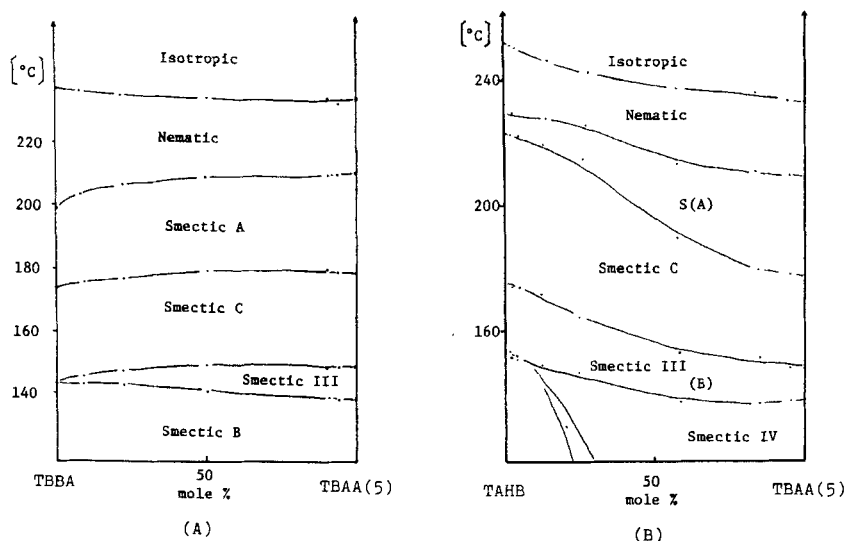 [°C]
Isotropic
220
Nematic
200
Smectic A
180
Smectic C
160
Smectic III
140
Smectic B
50
TBBA
mole %
TBAA(5)
(A)
[°C]
Isotropic
240
Nematic
S(A)
200
Smectic C
160
Smectic III
(B)
Smectic IV
50
TAHB
mole %
TBAA(5)
(B)